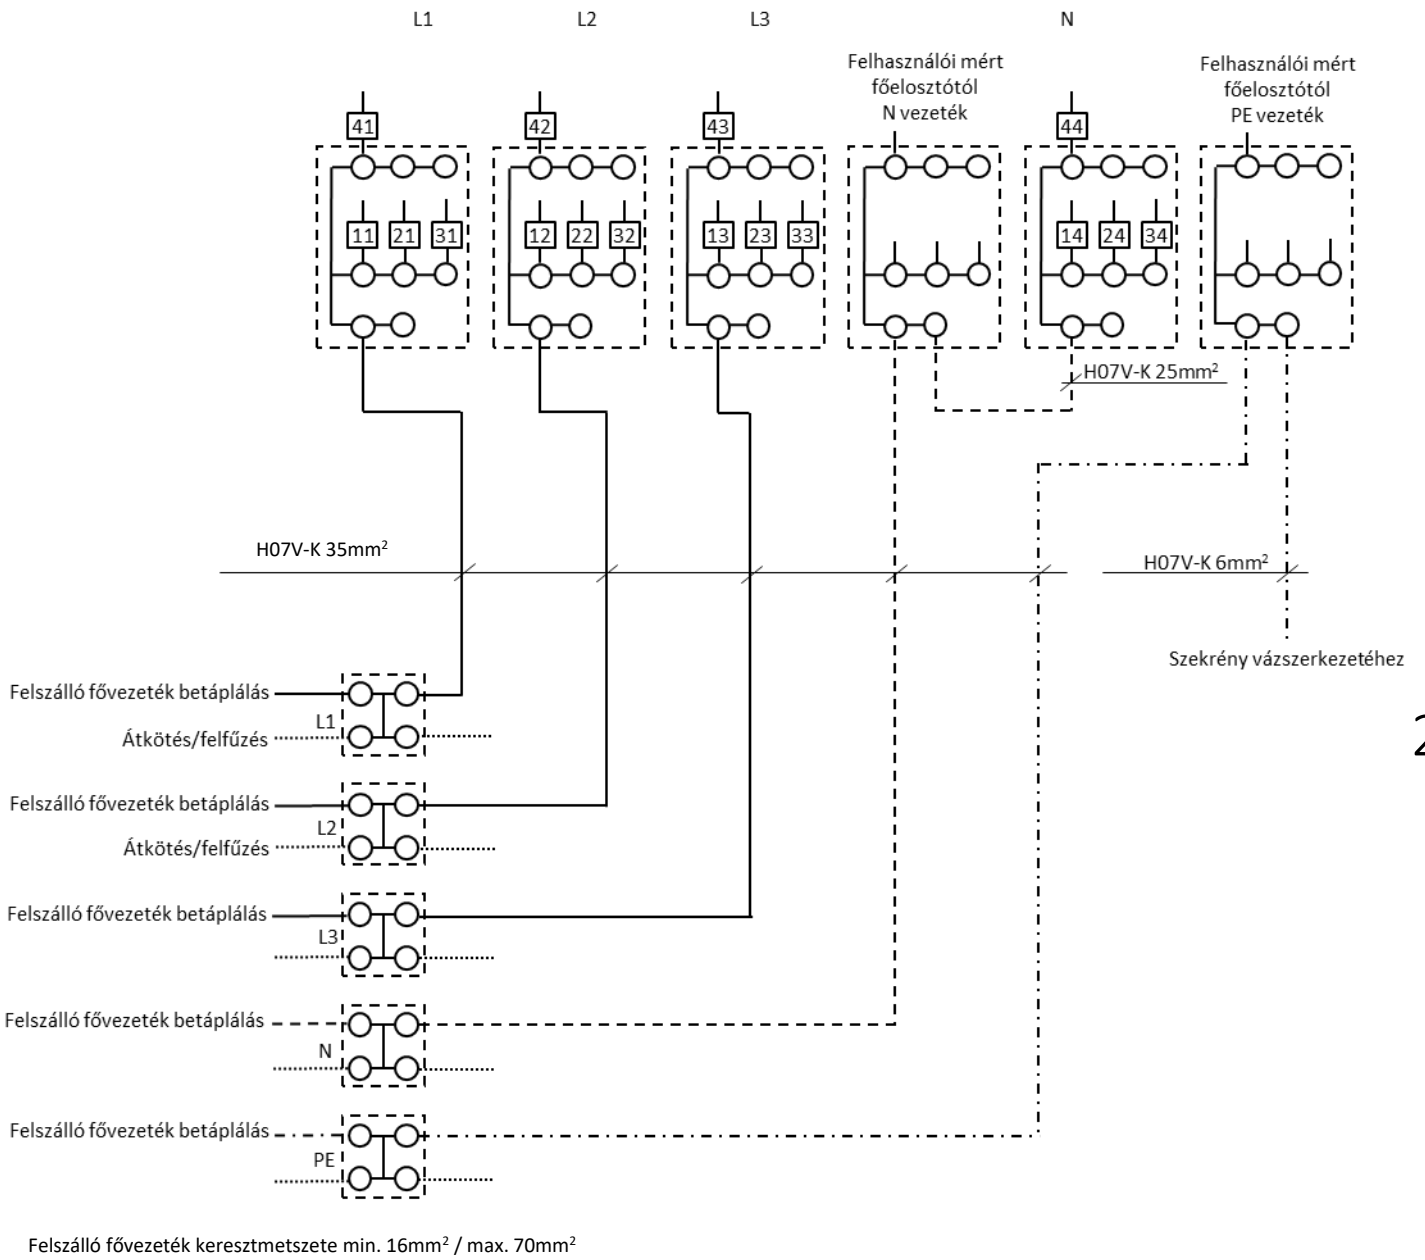 L1 L2 L3 N
Felhasználói mért
főelosztótól
N vezeték
Felhasználói mért
főelosztótól
PE vezeték
41 42 43 44
11 21 31 12 22 32 13 23 33 14 24 34
H07V-K 25mm²
H07V-K 35mm²
H07V-K 6mm²
Szekrény vázszerkezetéhez
Felszálló fővezeték betáplálás
L1
Átkötés/felfűzés
2
Felszálló fővezeték betáplálás
L2
Átkötés/felfűzés
Felszálló fővezeték betáplálás
L3
Felszálló fővezeték betáplálás
N
Felszálló fővezeték betáplálás
PE
Felszálló fővezeték keresztmetszete min. 16mm² / max. 70mm²